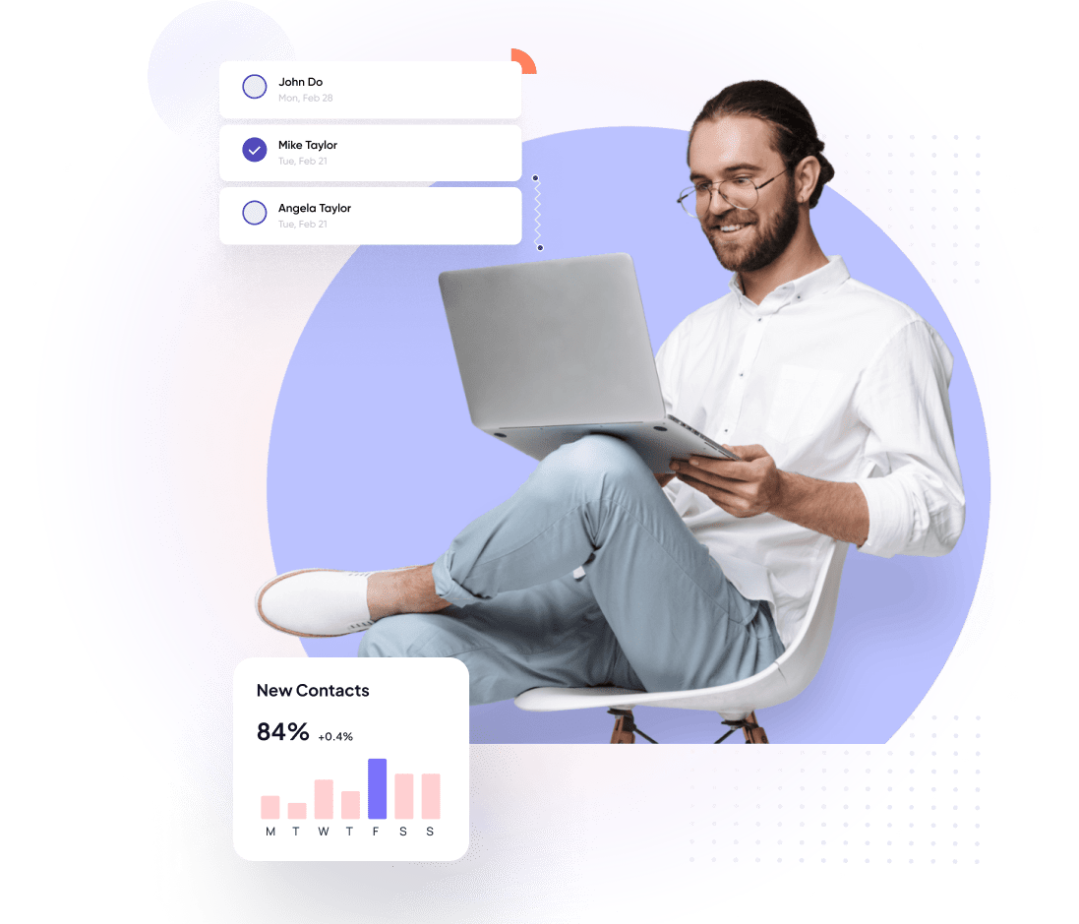 John Do
Mon, Feb 28
Mike Taylor
Tue, Feb 21
Angela Taylor
Tue, Feb 21
New Contacts
84% +0.4%
M T W T F S S